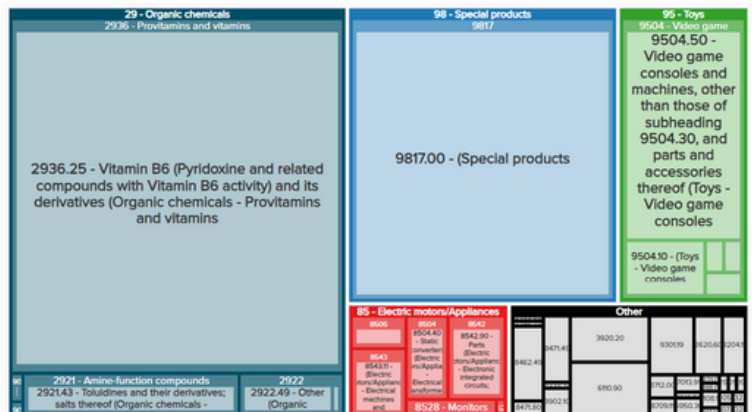 29 - Organic chemicals
2936 - Provitamins and vitamins
2936.25 - Vitamin B6 (Pyridoxine and related
compounds with Vitamin B6 activity) and its
derivatives (Organic chemicals - Provitamins
and vitamins
2921 - Amine-function compounds
2921.43 - Toluidines and their derivatives;
salts thereof (Organic chemicals -
2922
2922.49 - Other
(Organic
98 - Special products
9817
9817.00 - (Special products
95 - Toys
9504 - Video game
9504.50 -
Video game
consoles and
machines, other
than those of
subheading
9504.30, and
parts and
accessories
thereof (Toys -
Video game
consoles
9504.10 - (Toys
- Video game
consoles
85 - Electric motors/Appliances
8506
8543
8543.11 -
(Electric
- Electrical
machines
and
8504
8504.40
- Static
(Electric
- Electrical
8542
8542.90 -
Parts
(Electric
- Electronic
integrated
circuits;
8528 - Monitors
Other
8462.49
8471.80
3920.20
6110.90
9301.19